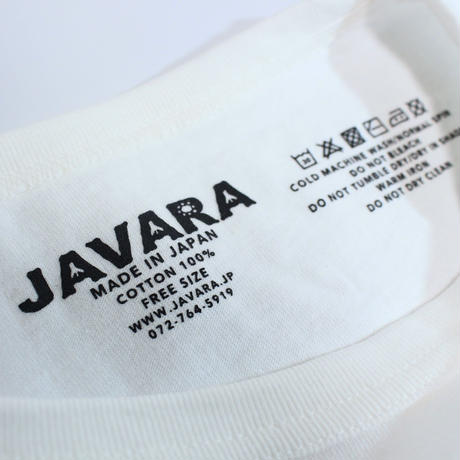 JAVARA
MADE IN JAPAN
COTTON 100%
FREE SIZE
WWW.JAVARA.JP
072-764-5919
30
COLD MACHINE WASH/NORMAL SPIN
DO NOT BLEACH
DO NOT TUMBLE DRY/DRY IN SHADE
WARM IRON
DO NOT DRY CLEAN